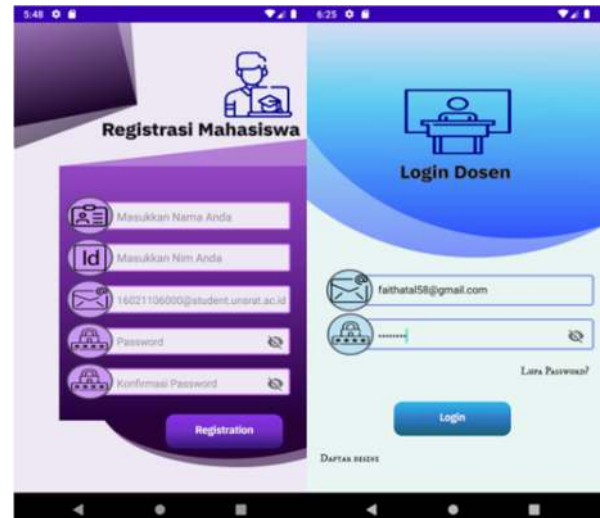 5:48
Registrasi Mahasiswa
Masukkan Nama Anda
Masukkan Nim Anda
Id
16021106000@student.unsrat.ac.id
Password
Konfirmasi Password
Registration
6:25
Login Dosen
faithatal58@gmail.com
Lupa Password?
Login
Daftar disini